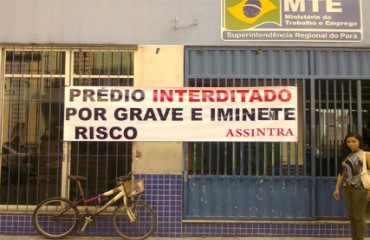 MTE
Ministério do
Trabalho e Emprego
Superintendência Regional do Pará
PRÉDIO INTERDITADO
POR GRAVE E IMINETE
RISCO ASSINTRA